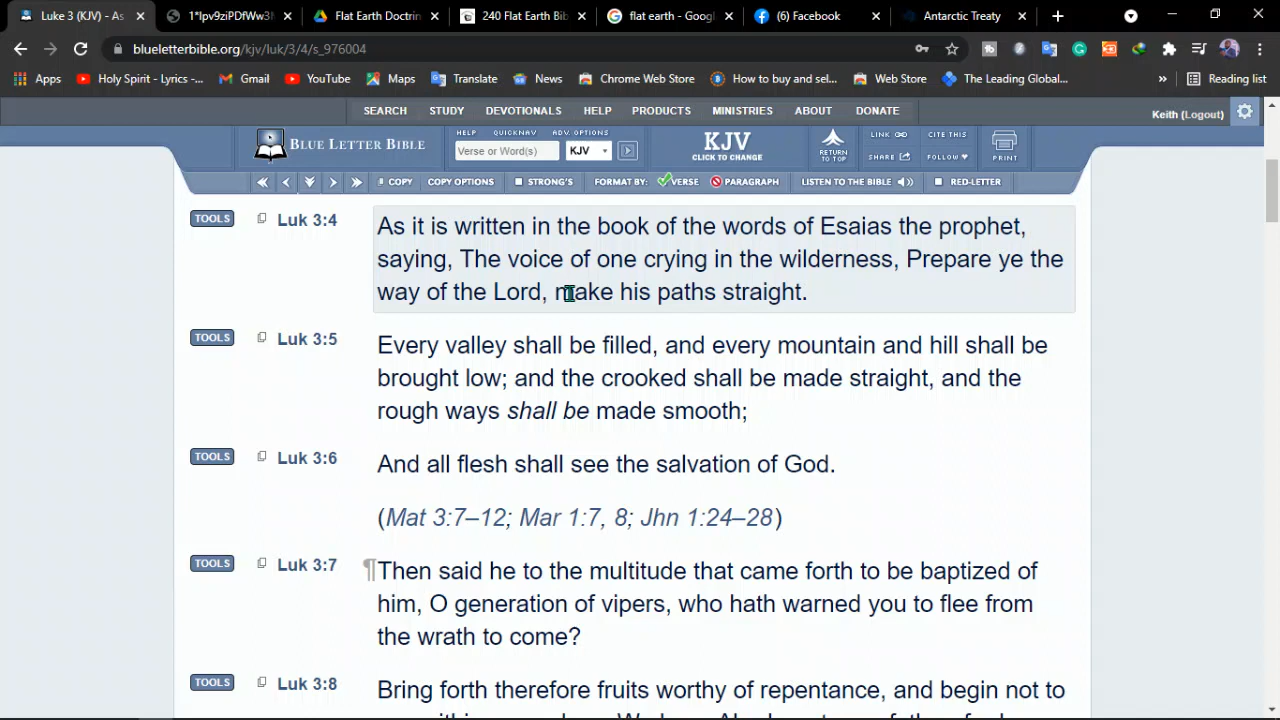 Luke 3 (KJV) - As
1*Ipv9ziPDfWw3h
Flat Earth Doctrin
240 Flat Earth Bib
flat earth - Googl
(6) Facebook
Antarctic Treaty
blueletterbible.org/kjv/luk/3/4/s_976004
Apps
Holy Spirit - Lyrics -...
Gmail
YouTube
Maps
Translate
News
Chrome Web Store
How to buy and sel...
Web Store
The Leading Global...
»
Reading list
SEARCH STUDY DEVOTIONALS HELP PRODUCTS MINISTRIES ABOUT DONATE
Keith (Logout)
BLUE LETTER BIBLE
HELP QUICKNAV ADV. OPTIONS
Verse or Word(s) KJV
KJV
CLICK TO CHANGE
RETURN
TO TOP
LINK
CITE THIS
SHARE
FOLLOW
PRINT
COPY COPY OPTIONS STRONG'S FORMAT BY: VERSE PARAGRAPH LISTEN TO THE BIBLE RED-LETTER
TOOLS Luk 3:4 As it is written in the book of the words of Esaias the prophet,
saying, The voice of one crying in the wilderness, Prepare ye the
way of the Lord, make his paths straight.
TOOLS Luk 3:5 Every valley shall be filled, and every mountain and hill shall be
brought low; and the crooked shall be made straight, and the
rough ways shall be made smooth;
TOOLS Luk 3:6 And all flesh shall see the salvation of God.
(Mat 3:7–12; Mar 1:7, 8; Jhn 1:24–28)
TOOLS Luk 3:7 ¶Then said he to the multitude that came forth to be baptized of
him, O generation of vipers, who hath warned you to flee from
the wrath to come?
TOOLS Luk 3:8 Bring forth therefore fruits worthy of repentance, and begin not to